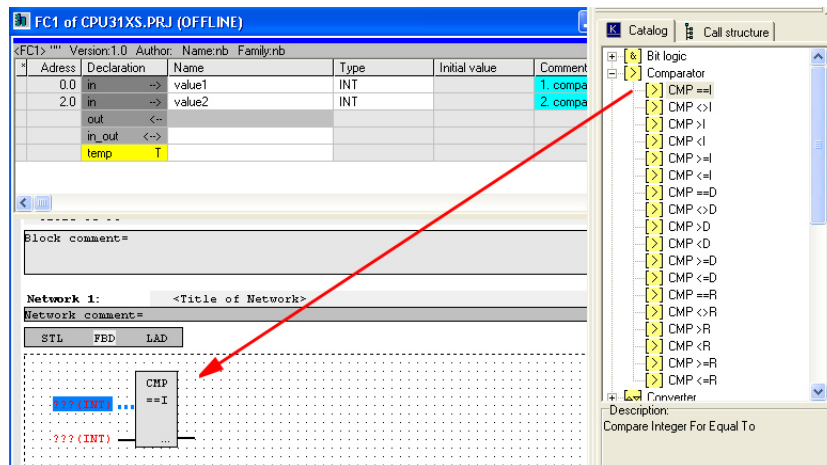 FC1 of CPU31XS.PRJ (OFFLINE)
<FC1> "" Version:1.0 Author: Name:nb Family:nb
* Adress Declaration Name Type Initial value Comment
0.0 in --> value1 INT 1. compa
2.0 in --> value2 INT 2. compa
out <--
in_out <-->
temp T
Block comment=
Network 1: <Title of Network>
Network comment=
STL FBD LAD
CMP
???(INT) ==I
???(INT) ...
K Catalog Call structure
& Bit logic
> Comparator
> CMP ==I
> CMP <>I
> CMP >I
> CMP <I
> CMP >=I
> CMP <=I
> CMP ==D
> CMP <>D
> CMP >D
> CMP <D
> CMP >=D
> CMP <=D
> CMP ==R
> CMP <>R
> CMP >R
> CMP <R
> CMP >=R
> CMP <=R
Converter
Description:
Compare Integer For Equal To